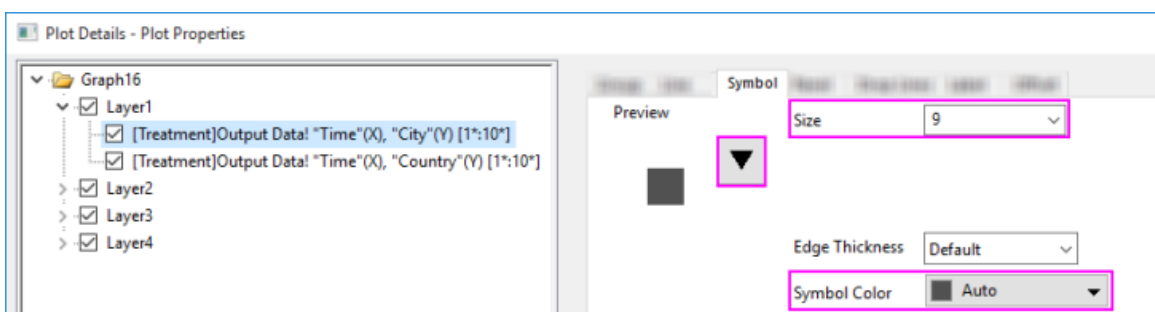 Plot Details - Plot Properties
Graph16
Layer1
[Treatment]Output Data! "Time"(X), "City"(Y) [1*:10*]
[Treatment]Output Data! "Time"(X), "Country"(Y) [1*:10*]
Layer2
Layer3
Layer4
Symbol
Preview
Size 9
Edge Thickness Default
Symbol Color Auto